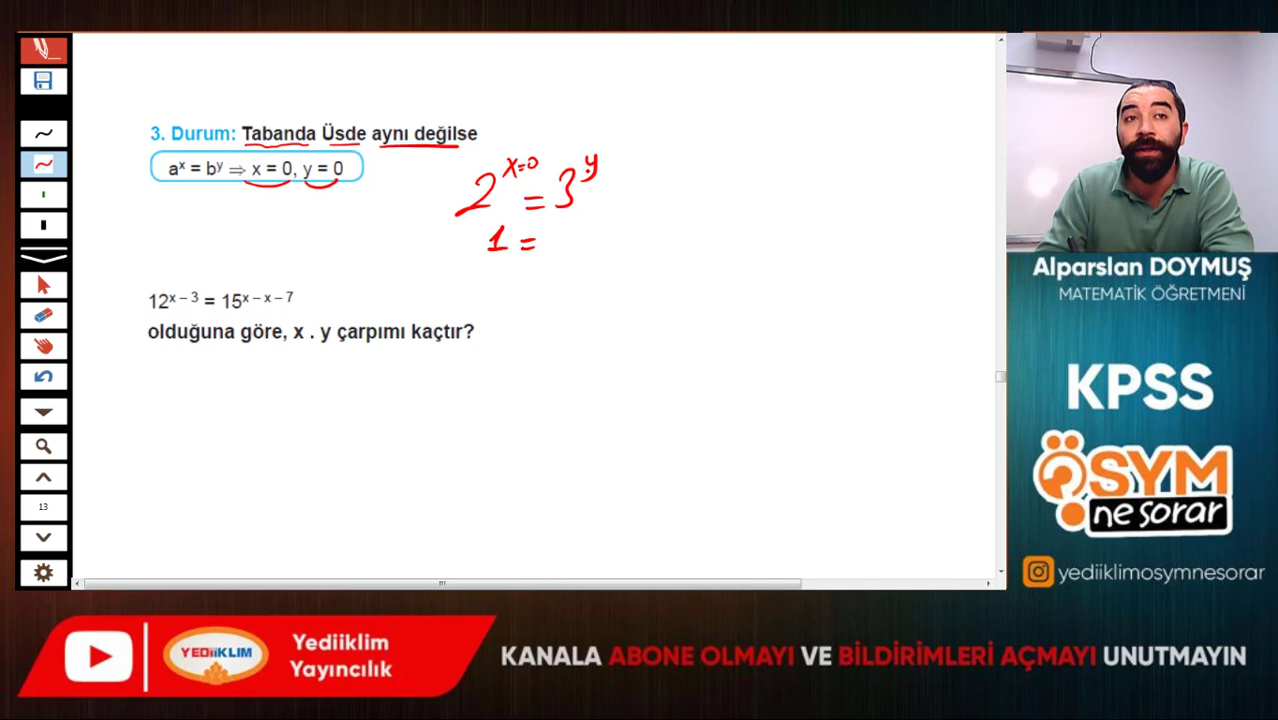 3. Durum: Tabanda Üsde aynı değilse
aˣ = bʸ ⇒ x = 0, y = 0
2ˣ⁼⁰ = 3ʸ
1 =
12ˣ⁻³ = 15ˣ⁻ˣ⁻⁷
olduğuna göre, x . y çarpımı kaçtır?
13
Alparslan DOYMUŞ
MATEMATİK ÖĞRETMENİ
KPSS
ÖSYM
ne sorar
yediiklimosymnesorar
YEDİİKLİM
Yediiklim
Yayıncılık
KANALA ABONE OLMAYI VE BİLDİRİMLERİ AÇMAYI UNUTMAYIN